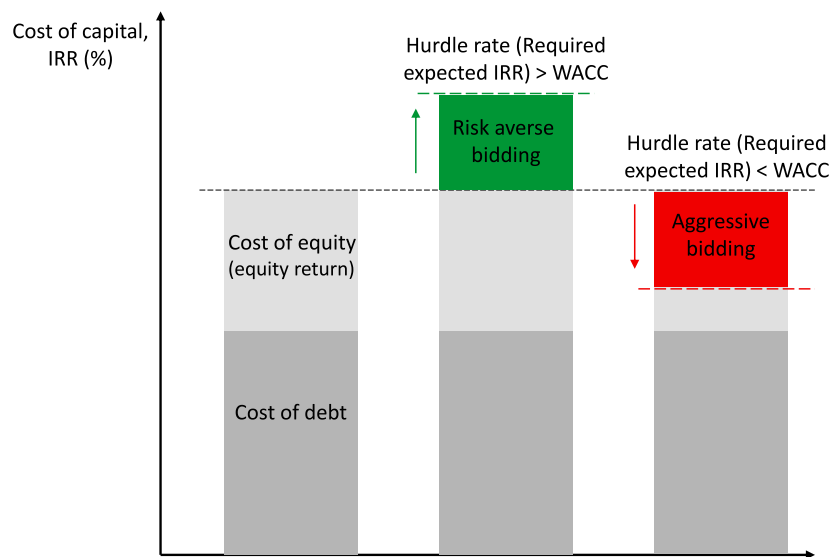 Cost of capital,
IRR (%)
Hurdle rate (Required
expected IRR) > WACC
Risk averse
bidding
Hurdle rate (Required
expected IRR) < WACC
Aggressive
bidding
Cost of equity
(equity return)
Cost of debt